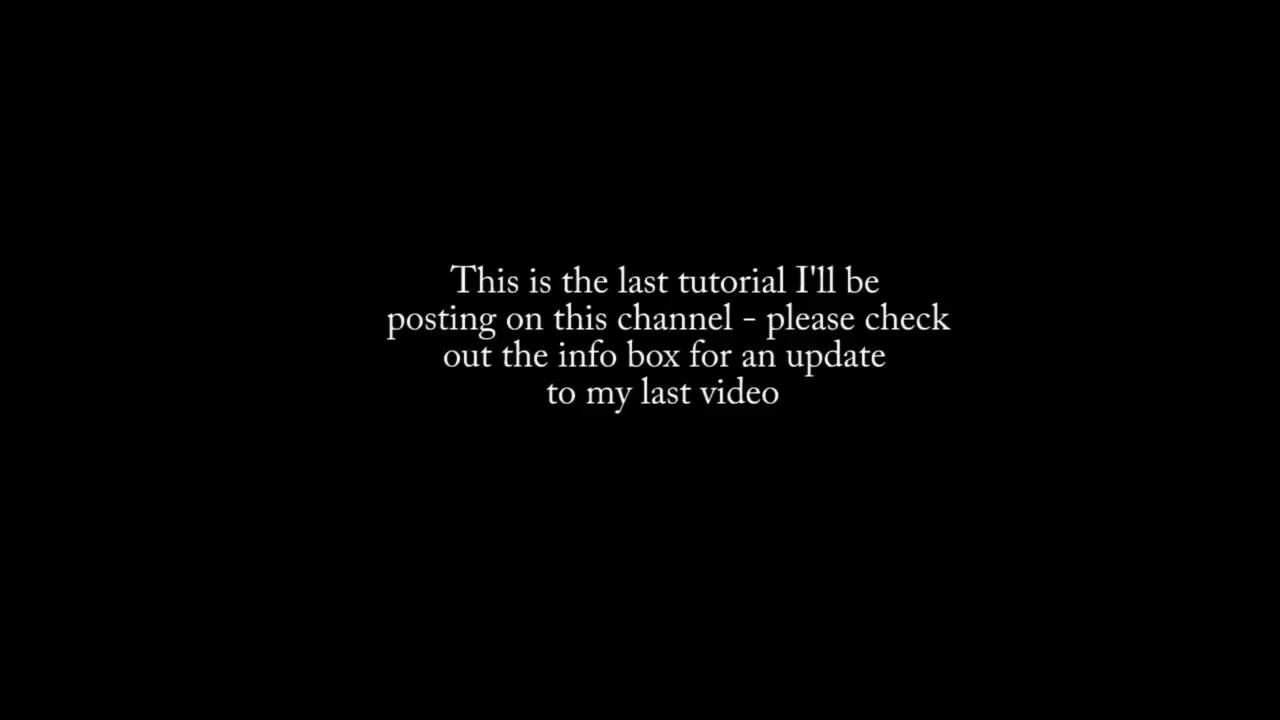 This is the last tutorial I'll be
posting on this channel - please check
out the info box for an update
to my last video